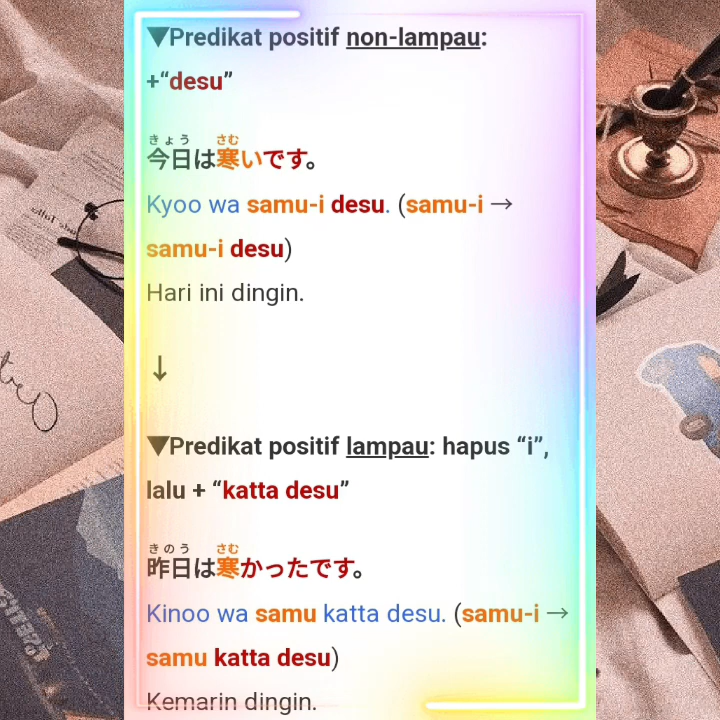 ▼Predikat positif non-lampau:
+“desu”
きょう さむ
今日は寒いです。
Kyoo wa samu-i desu. (samu-i →
samu-i desu)
Hari ini dingin.
↓
▼Predikat positif lampau: hapus “i”,
lalu + “katta desu”
きのう さむ
昨日は寒かったです。
Kinoo wa samu katta desu. (samu-i →
samu katta desu)
Kemarin dingin.